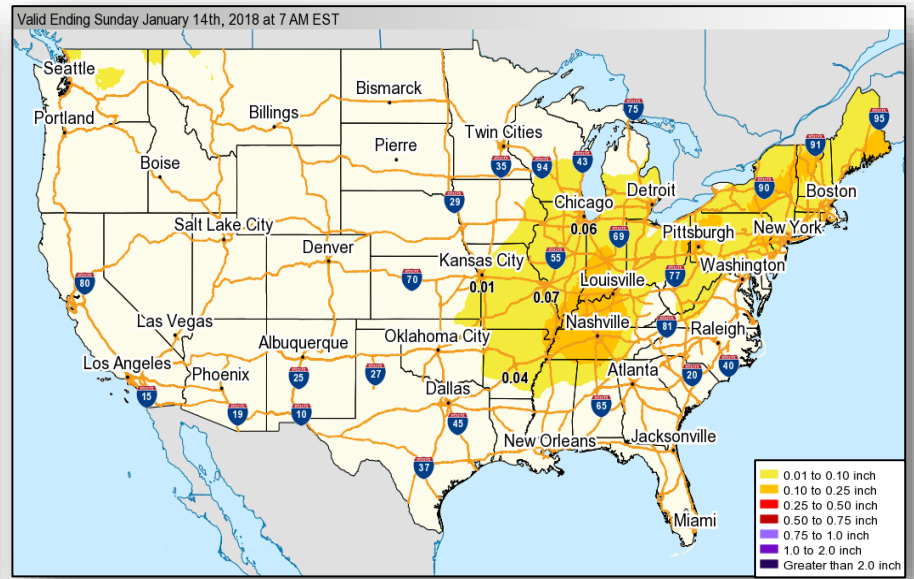 Valid Ending Sunday January 14th, 2018 at 7 AM EST
Seattle
Bismarck
75
Portland
Billings
95
Twin Cities
91
Pierre
35
94
43
Boise
90
Detroit
Boston
29
Chicago
Salt Lake City
0.06
69
Pittsburgh
New York
Denver
Kansas City
55
Washington
80
70
Louisville
77
0.01
0.07
Las Vegas
Nashville
81
Raleigh
Albuquerque
Oklahoma City
Los Angeles
Phoenix
25
27
0.04
Atlanta
20
40
15
Dallas
65
19
10
45
New Orleans
Jacksonville
37
Miami
0.01 to 0.10 inch
0.10 to 0.25 inch
0.25 to 0.50 inch
0.50 to 0.75 inch
0.75 to 1.0 inch
1.0 to 2.0 inch
Greater than 2.0 inch